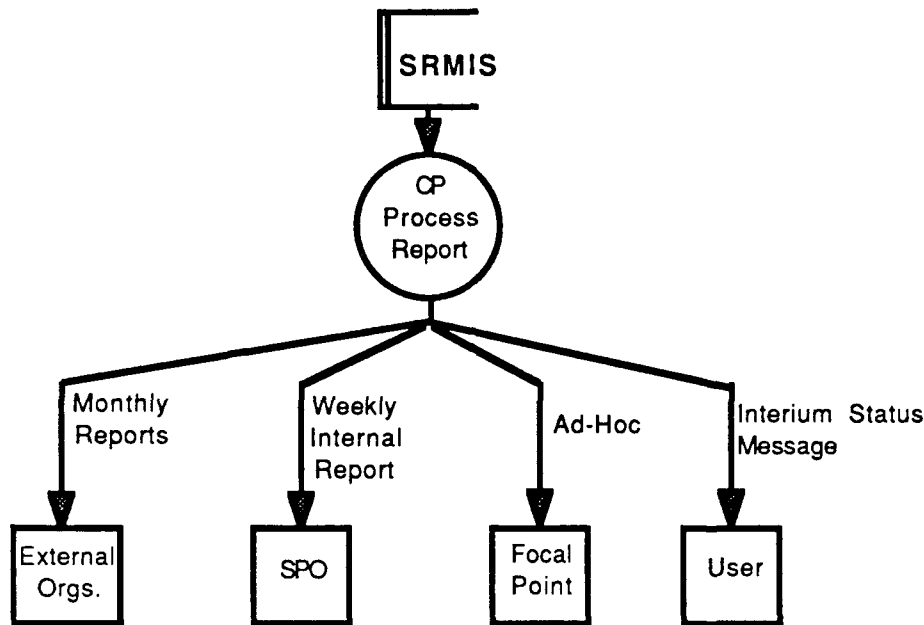 SRMIS
CP
Process
Report
Monthly
Reports
Weekly
Internal
Report
Ad-Hoc
Interium Status
Message
External
Orgs.
SPO
Focal
Point
User